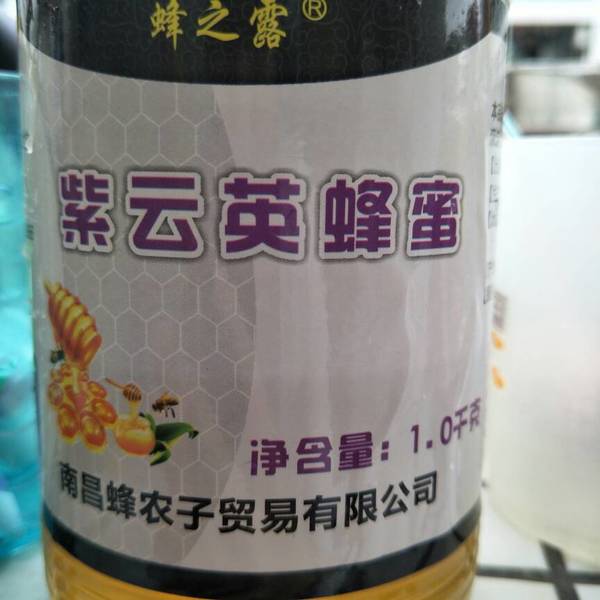 蜂之露®
紫云英蜂蜜
净含量：1.0千克
南昌蜂农子贸易有限公司